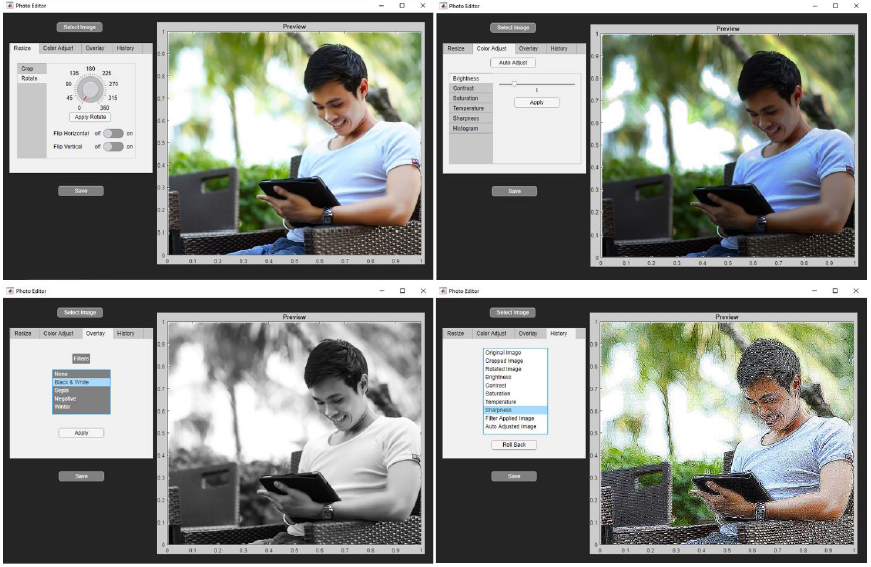 Photo Editor
Select Image
Resize Color Adjust Overlay History
Crop
Rotate
180
135 225
90 270
45 315
0 360
Apply Rotate
Flip Horizontal off on
Flip Vertical off on
Save
Preview
1
0.9
0.8
0.7
0.6
0.5
0.4
0.3
0.2
0.1
0
0 0.1 0.2 0.3 0.4 0.5 0.6 0.7 0.8 0.9 1
Photo Editor
Select Image
Resize Color Adjust Overlay History
Auto Adjust
Brightness
Contrast
Saturation
Temperature
Sharpness
Histogram
1
Apply
Save
Preview
1
0.9
0.8
0.7
0.6
0.5
0.4
0.3
0.2
0.1
0
0 0.1 0.2 0.3 0.4 0.5 0.6 0.7 0.8 0.9 1
Photo Editor
Select Image
Resize Color Adjust Overlay History
Filters
None
Black & White
Sepia
Negative
Winter
Apply
Save
Preview
1
0.9
0.8
0.7
0.6
0.5
0.4
0.3
0.2
0.1
0
0 0.1 0.2 0.3 0.4 0.5 0.6 0.7 0.8 0.9 1
Photo Editor
Select Image
Resize Color Adjust Overlay History
Original Image
Cropped Image
Rotated Image
Brightness
Contrast
Saturation
Temperature
Sharpness
Filter Applied Image
Auto Adjusted Image
Roll Back
Save
Preview
1
0.9
0.8
0.7
0.6
0.5
0.4
0.3
0.2
0.1
0
0 0.1 0.2 0.3 0.4 0.5 0.6 0.7 0.8 0.9 1